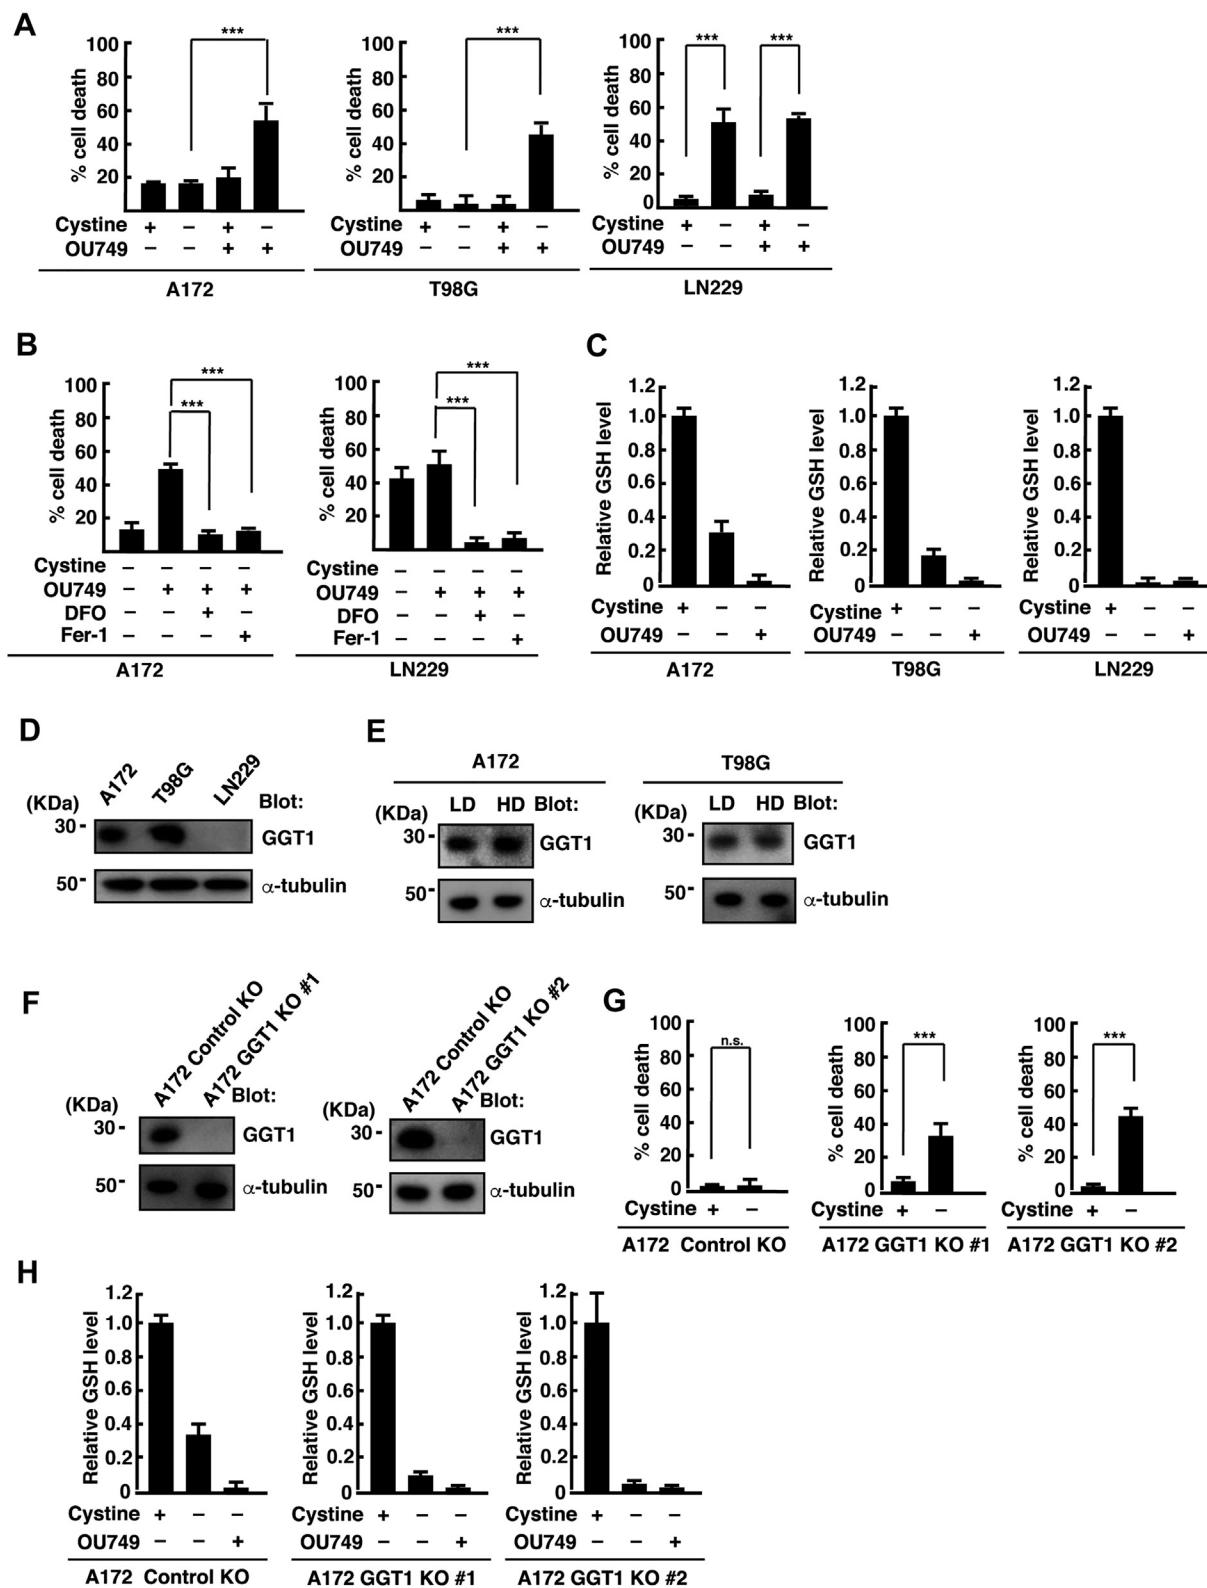 A
*** *** *** ***
100 100 100
80 80 80
60 60 60
40 40 40
20 20 20
0
% cell death % cell death % cell death
Cystine + − + − Cystine + − + − Cystine + − + −
OU749 − − + + OU749 − − + + OU749 − − + +
A172 T98G LN229
B
*** *** *** ***
100 100
80 80
60 60
40 40
20 20
% cell death % cell death
Cystine − − − − Cystine − − − −
OU749 − + + + OU749 − + + +
DFO − − + − DFO − − + −
Fer-1 − − − + Fer-1 − − − +
A172 LN229
C
1.2 1.2 1.2
1.0 1.0 1.0
0.8 0.8 0.8
0.6 0.6 0.6
0.4 0.4 0.4
0.2 0.2 0.2
0 0 0
Relative GSH level Relative GSH level Relative GSH level
Cystine + − − Cystine + − − Cystine + − −
OU749 − − + OU749 − − + OU749 − − +
A172 T98G LN229
D
A172 T98G LN229
(KDa) Blot:
30 - GGT1
50 - α-tubulin
E
A172 T98G
(KDa) LD HD Blot: (KDa) LD HD Blot:
30 - GGT1 30 - GGT1
50 - α-tubulin 50 - α-tubulin
F
A172 Control KO A172 GGT1 KO #1 A172 Control KO A172 GGT1 KO #2
(KDa) Blot: (KDa) Blot:
30 - GGT1 30 - GGT1
50 - α-tubulin 50 - α-tubulin
G
n.s. *** ***
100 100 100
80 80 80
60 60 60
40 40 40
20 20 20
0 0 0
% cell death % cell death % cell death
Cystine + − Cystine + − Cystine + −
A172 Control KO A172 GGT1 KO #1 A172 GGT1 KO #2
H
1.2 1.2 1.2
1.0 1.0 1.0
0.8 0.8 0.8
0.6 0.6 0.6
0.4 0.4 0.4
0.2 0.2 0.2
0 0 0
Relative GSH level Relative GSH level Relative GSH level
Cystine + − − Cystine + − − Cystine + − −
OU749 − − + OU749 − − + OU749 − − +
A172 Control KO A172 GGT1 KO #1 A172 GGT1 KO #2